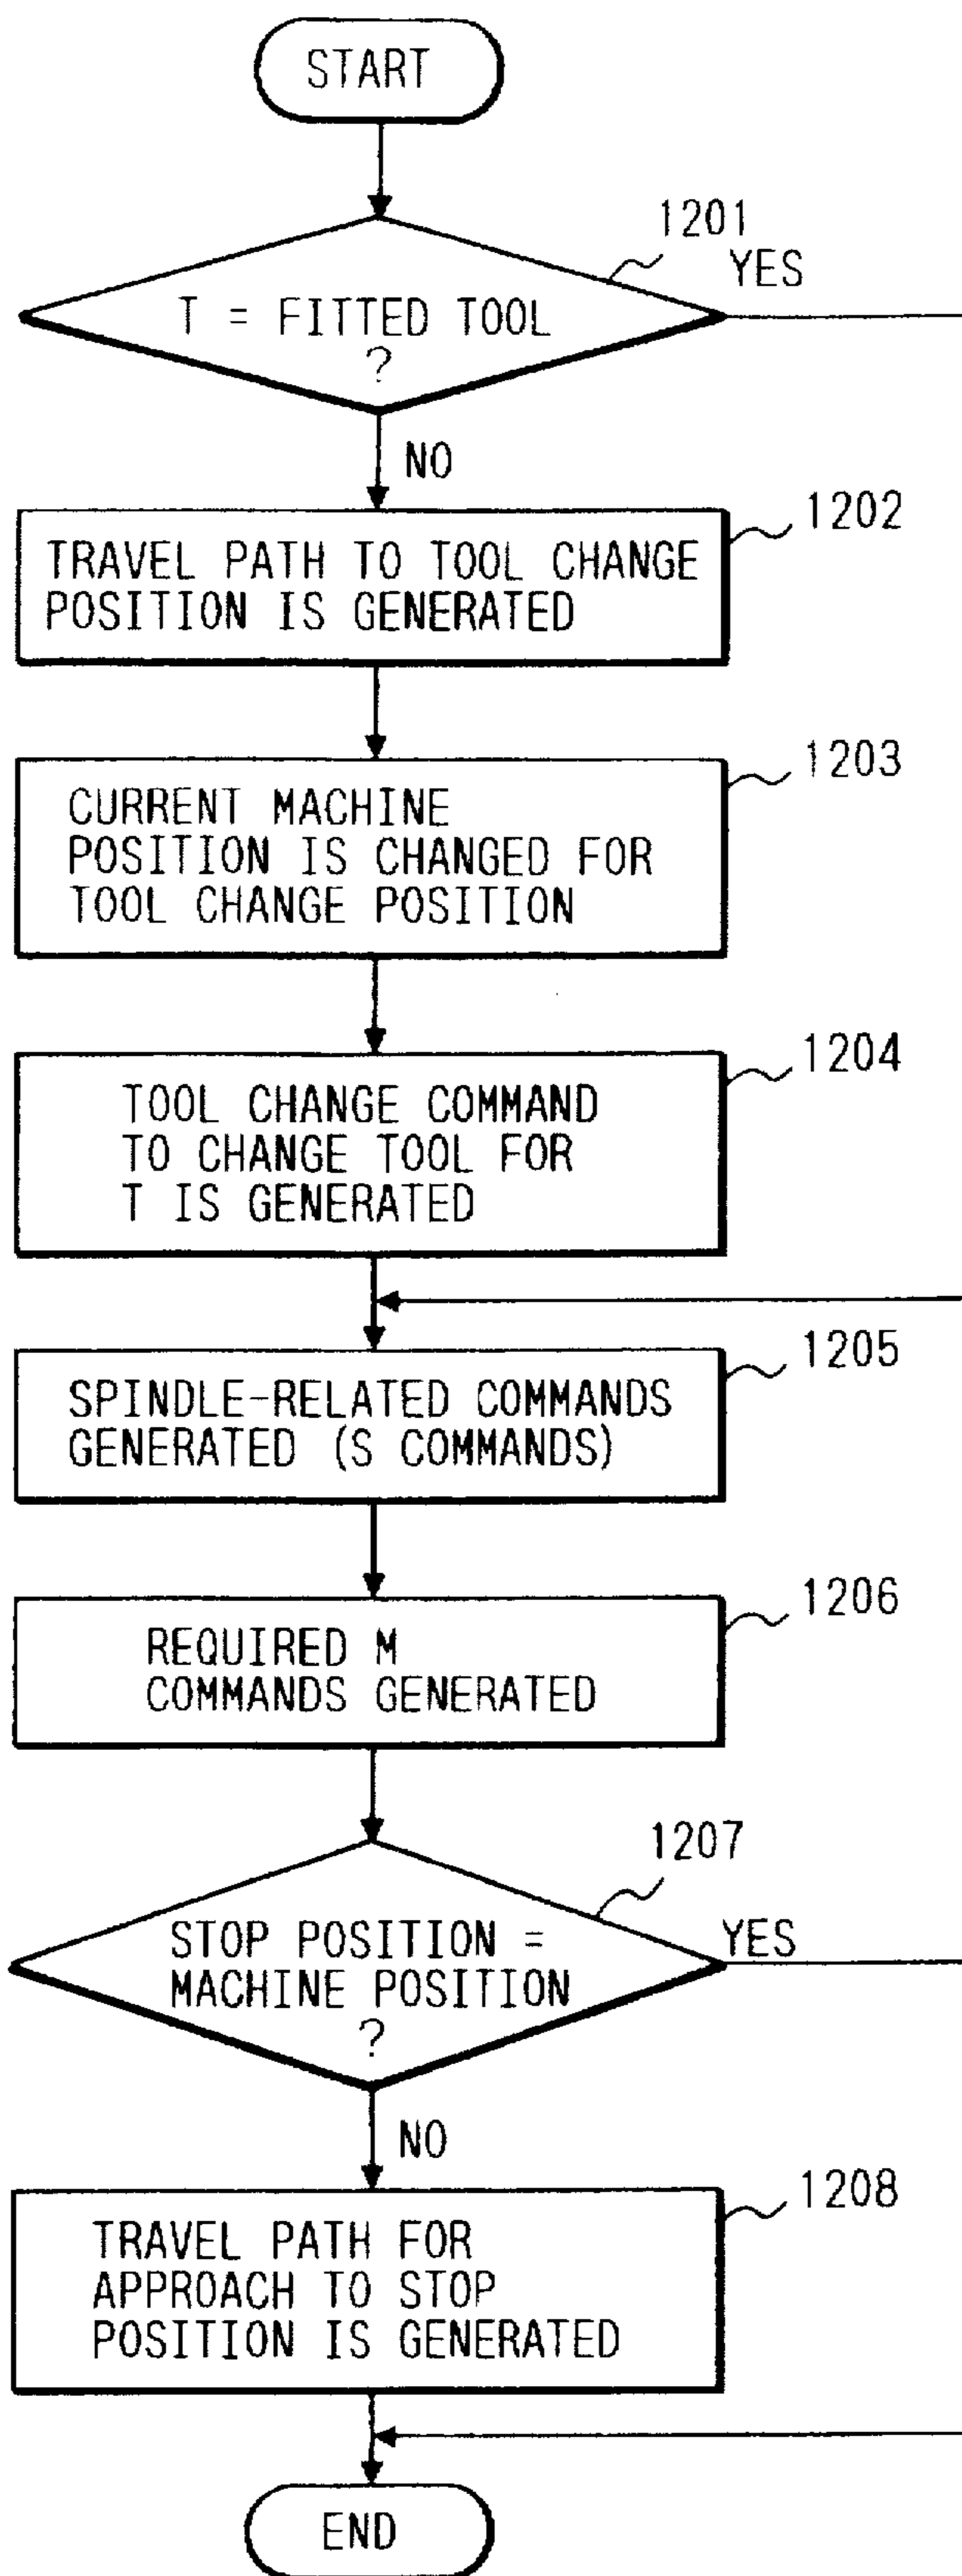 START
1201
YES
T = FITTED TOOL
?
NO
1202
TRAVEL PATH TO TOOL CHANGE
POSITION IS GENERATED
1203
CURRENT MACHINE
POSITION IS CHANGED FOR
TOOL CHANGE POSITION
1204
TOOL CHANGE COMMAND
TO CHANGE TOOL FOR
T IS GENERATED
1205
SPINDLE-RELATED COMMANDS
GENERATED (S COMMANDS)
1206
REQUIRED M
COMMANDS GENERATED
1207
STOP POSITION =
YES
MACHINE POSITION
?
NO
1208
TRAVEL PATH FOR
APPROACH TO STOP
POSITION IS GENERATED
END